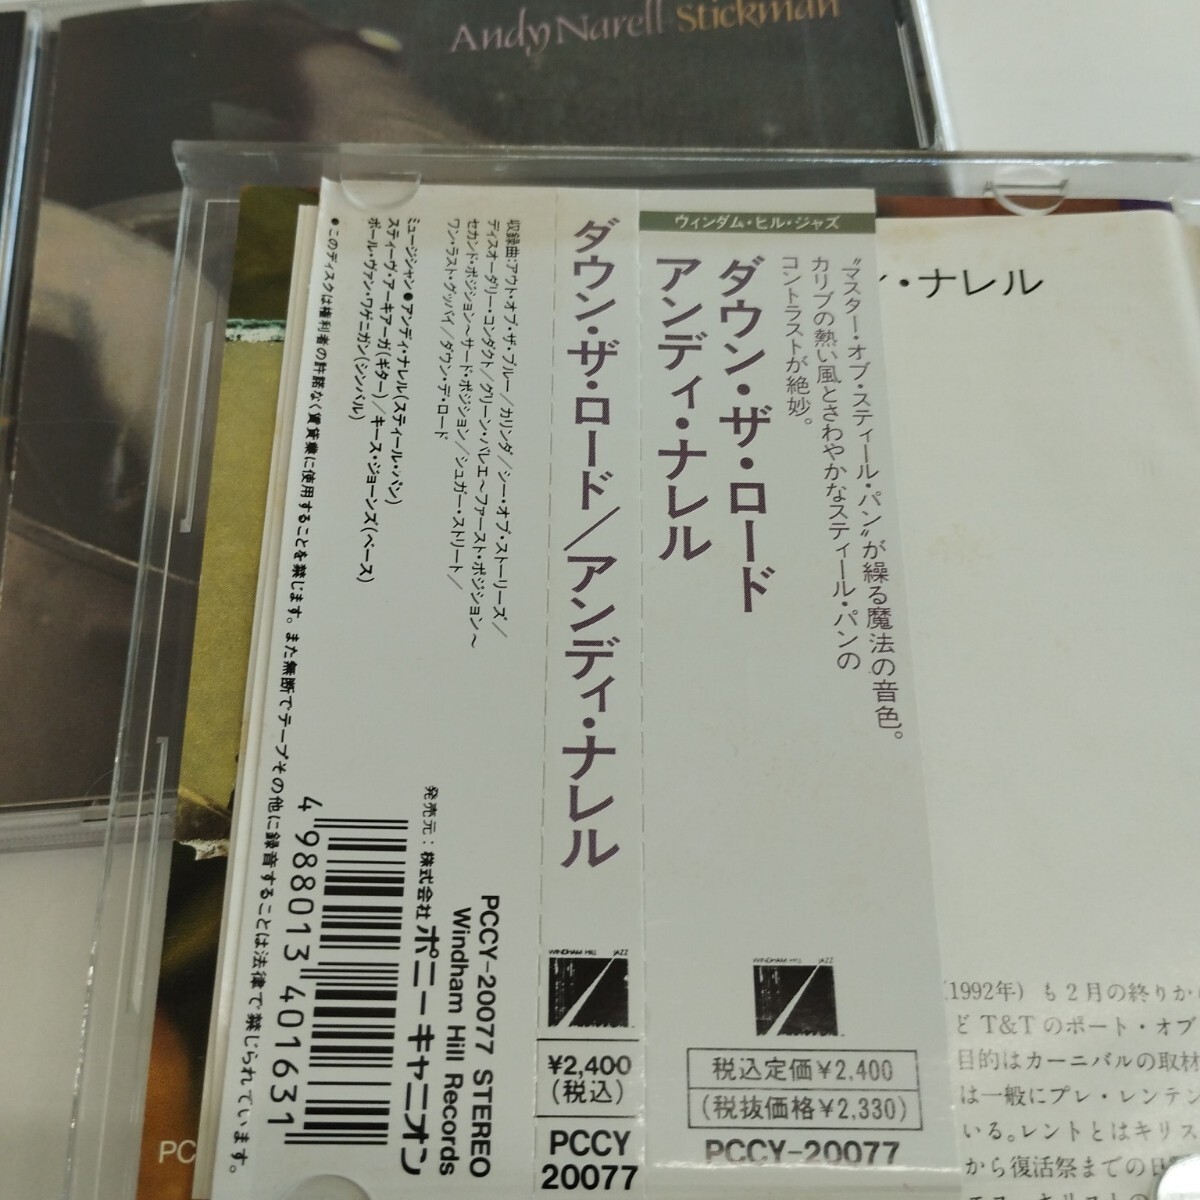 Andy Narell Stickman
ン・ナレル
ウィンダム・ヒル・ジャズ
“マスター・オブ・スティール・パン”が繰る魔法の音色。
カリブの熱い風とさわやかなスティール・パンの
コントラストが絶妙。
ダウン・ザ・ロード
アンディ・ナレル
WINDHAM HILL JAZZ
税込定価¥2,400
(税抜価格¥2,330)
PCCY-20077
ダウン・ザ・ロード/アンディ・ナレル
WINDHAM HILL JAZZ
¥2,400
(税込)
PCCY
20077
収録曲:アウト・オブ・ザ・ブルー/カリンダ/シー・オブ・ストーリーズ/
ディスオーダリー・コンダクト/グリーン・バレエ〜ファースト・ポジション〜
セカンド・ポジション〜サード・ポジション/シュガー・ストリート/
ワン・ラスト・グッバイ/ダウン・デ・ロード
ミュージシャン●アンディ・ナレル(スティール・パン)
スティーヴ・アーキアーガ(ギター)/キース・ジョーンズ(ベース)
ポール・ヴァン・ワゲニガン(シンバル)
●このディスクは権利者の許諾なく賃貸業に使用することを禁じます。また無断でテープその他に録音することは法律で禁じられています。
PCCY-20077 STEREO
Windham Hill Records
発売元:株式会社ポニーキャニオン
4 988013 401631
PC
(1992年) も2月の終りか
ど T&Tのポート・オブ
目的はカーニバルの取材
は一般にプレ・レンテン
いる。レントとはキリス
から復活祭までの日